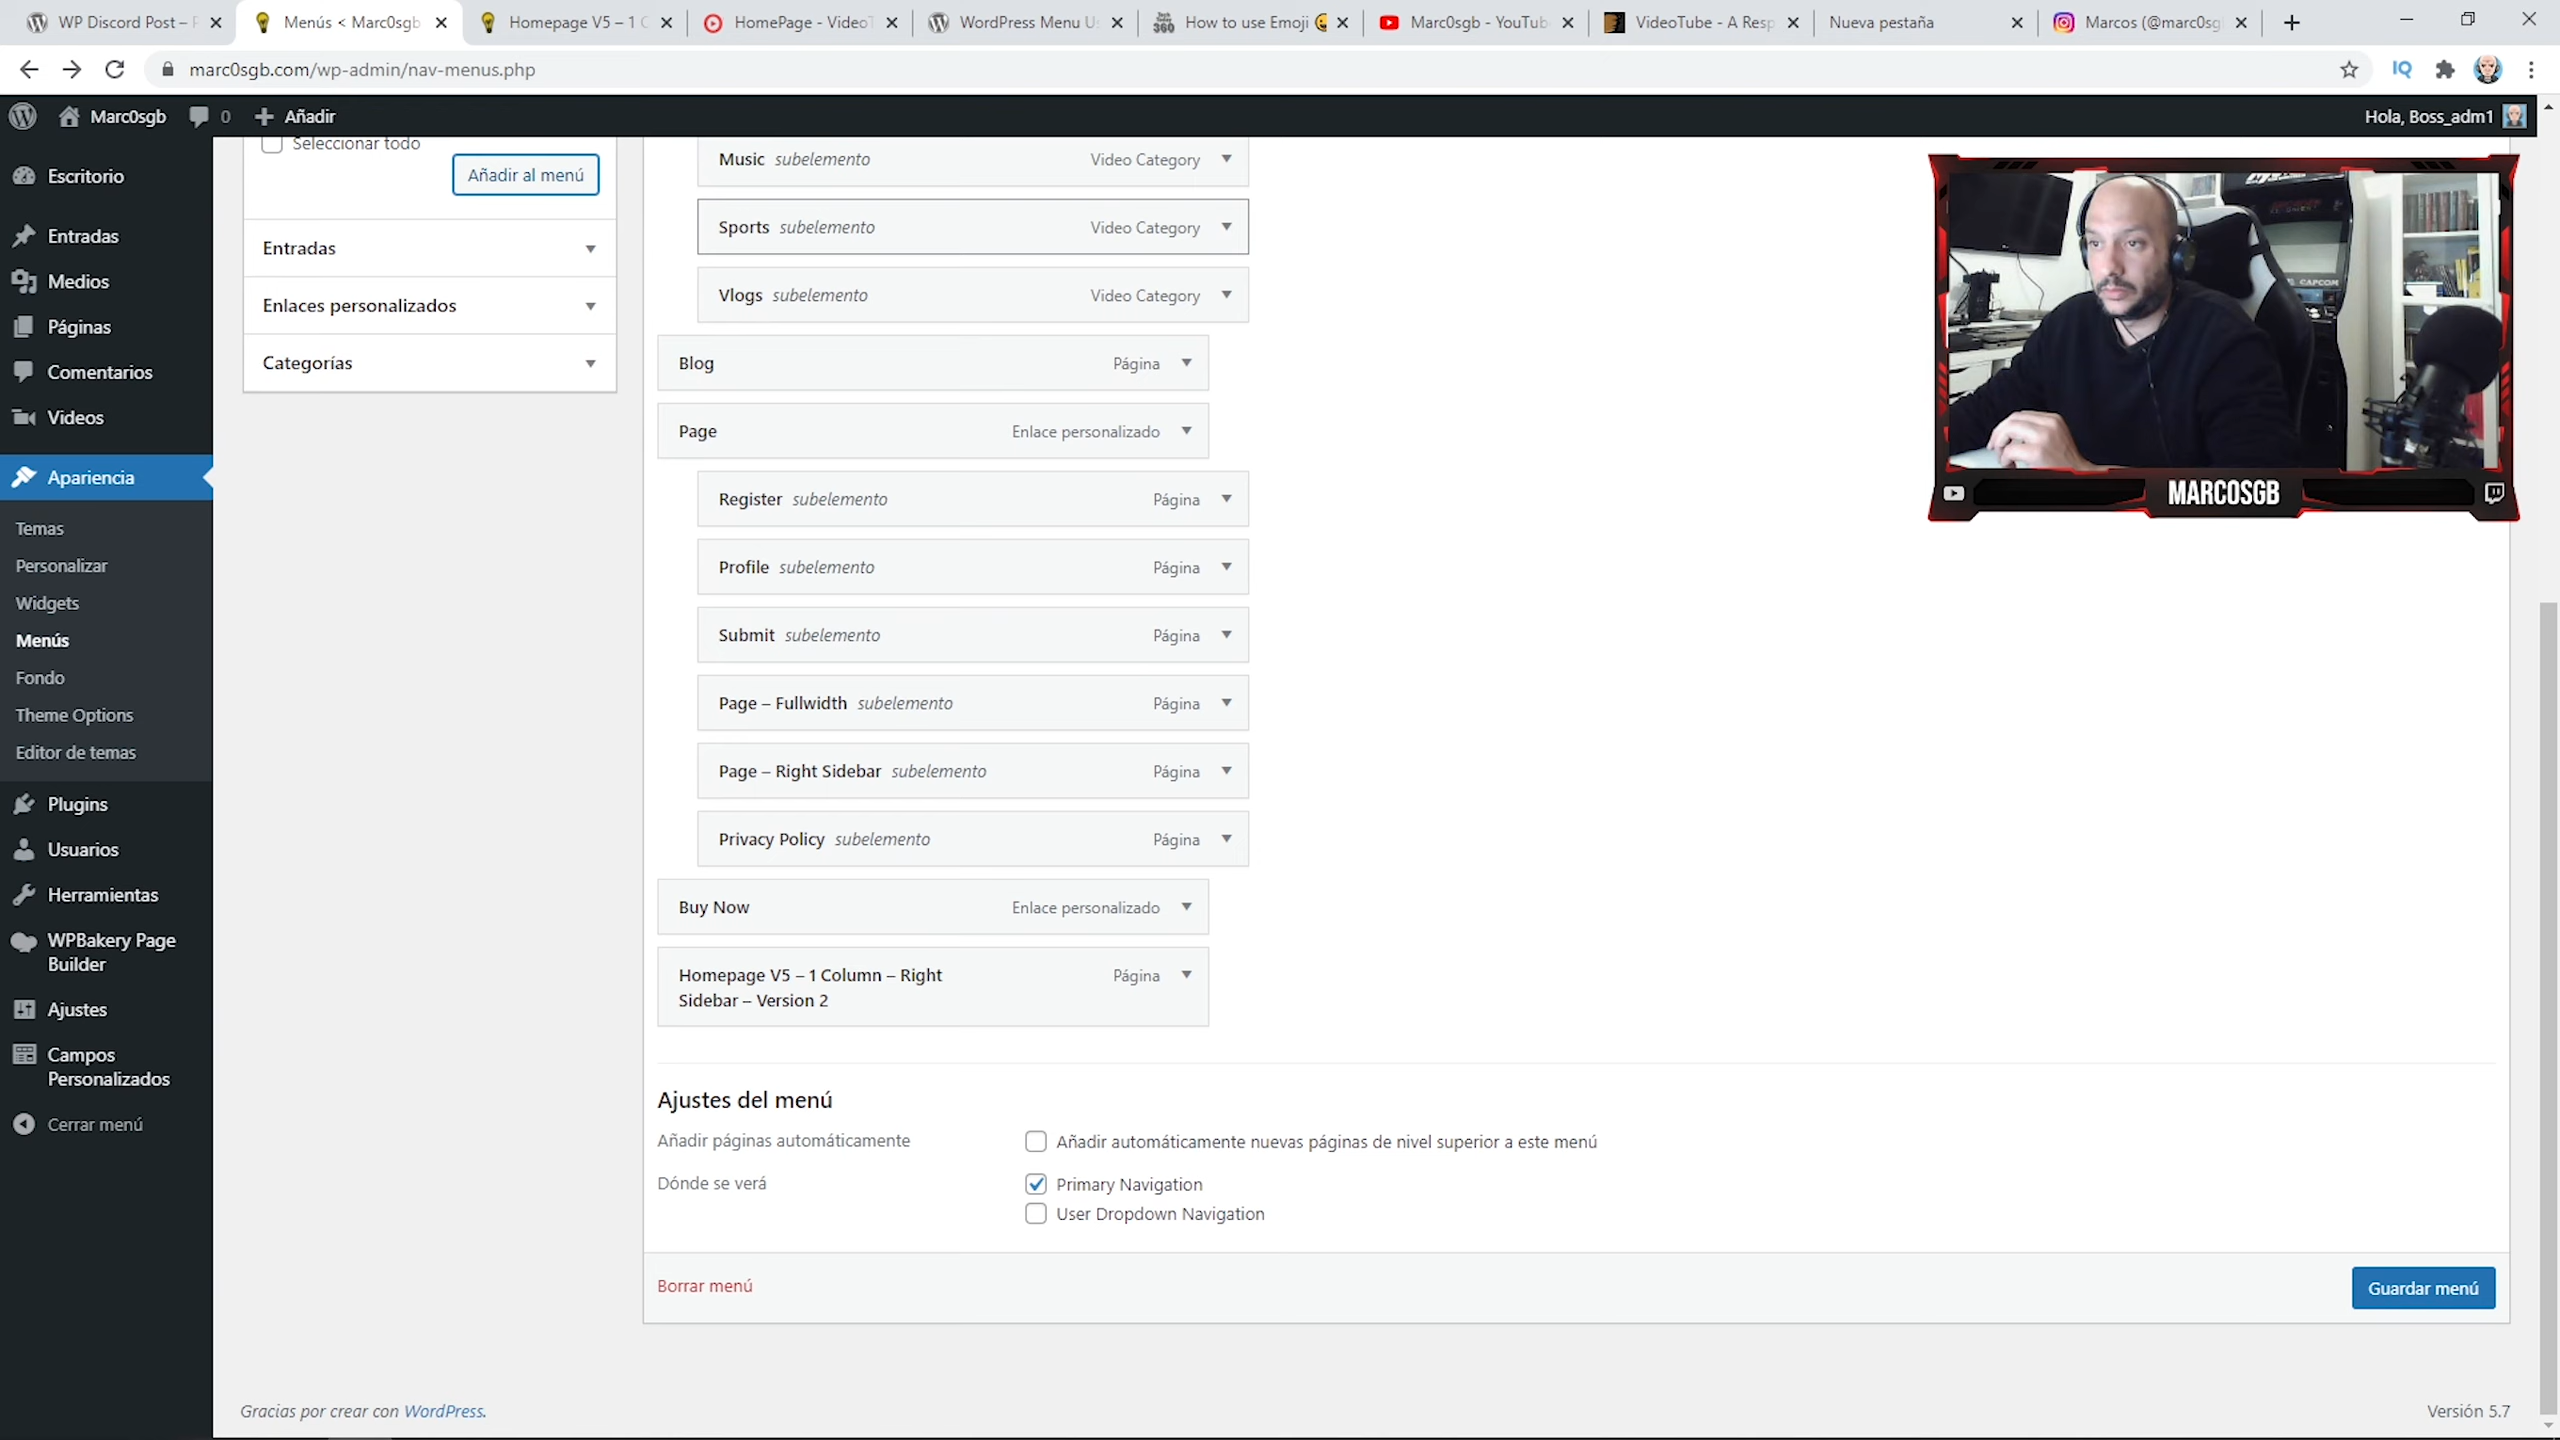 WP Discord Post – P
Menús < Marc0sgb
Homepage V5 – 1 C
HomePage - VideoT
WordPress Menu Us
How to use Emoji
Marc0sgb - YouTub
VideoTube - A Resp
Nueva pestaña
Marcos (@marc0sg
marc0sgb.com/wp-admin/nav-menus.php
IQ
Marc0sgb
0
Añadir
Hola, Boss_adm1
Escritorio
Entradas
Medios
Páginas
Comentarios
Videos
Apariencia
Temas
Personalizar
Widgets
Menús
Fondo
Theme Options
Editor de temas
Plugins
Usuarios
Herramientas
WPBakery Page
Builder
Ajustes
Campos
Personalizados
Cerrar menú
Seleccionar todo
Añadir al menú
Entradas
Enlaces personalizados
Categorías
Music subelemento Video Category
Sports subelemento Video Category
Vlogs subelemento Video Category
Blog Página
Page Enlace personalizado
Register subelemento Página
Profile subelemento Página
Submit subelemento Página
Page – Fullwidth subelemento Página
Page – Right Sidebar subelemento Página
Privacy Policy subelemento Página
Buy Now Enlace personalizado
Homepage V5 – 1 Column – Right Página
Sidebar – Version 2
Ajustes del menú
Añadir páginas automáticamente
Añadir automáticamente nuevas páginas de nivel superior a este menú
Dónde se verá
Primary Navigation
User Dropdown Navigation
Borrar menú
Guardar menú
Gracias por crear con WordPress.
Versión 5.7
CAPCOM
MARCOSGB